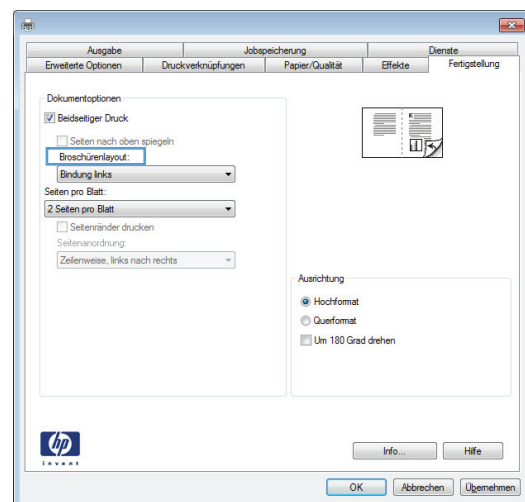 Ausgabe
Jobspeicherung
Dienste
Erweiterte Optionen
Druckverknüpfungen
Papier/Qualität
Effekte
Fertigstellung
Dokumentoptionen
Beidseitiger Druck
Seiten nach oben spiegeln
Broschürenlayout:
Bindung links
Seiten pro Blatt:
2 Seiten pro Blatt
Seitenränder drucken
Seitenanordnung:
Zeilenweise, links nach rechts
Ausrichtung
Hochformat
Querformat
Um 180 Grad drehen
hp
invent
Info...
Hilfe
OK
Abbrechen
Übernehmen